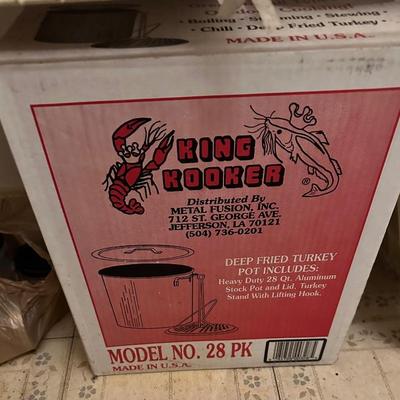 Boiling • Steaming • Stewing •
• Chili • Deep Fried Turkey •
MADE IN U.S.A.
KING
KOOKER
®
Distributed By
METAL FUSION, INC.
712 ST. GEORGE AVE.
JEFFERSON, LA 70121
(504) 736-0201
DEEP FRIED TURKEY
POT INCLUDES:
Heavy Duty 28 Qt. Aluminum
Stock Pot and Lid, Turkey
Stand With Lifting Hook.
MODEL NO. 28 PK
MADE IN U.S.A.